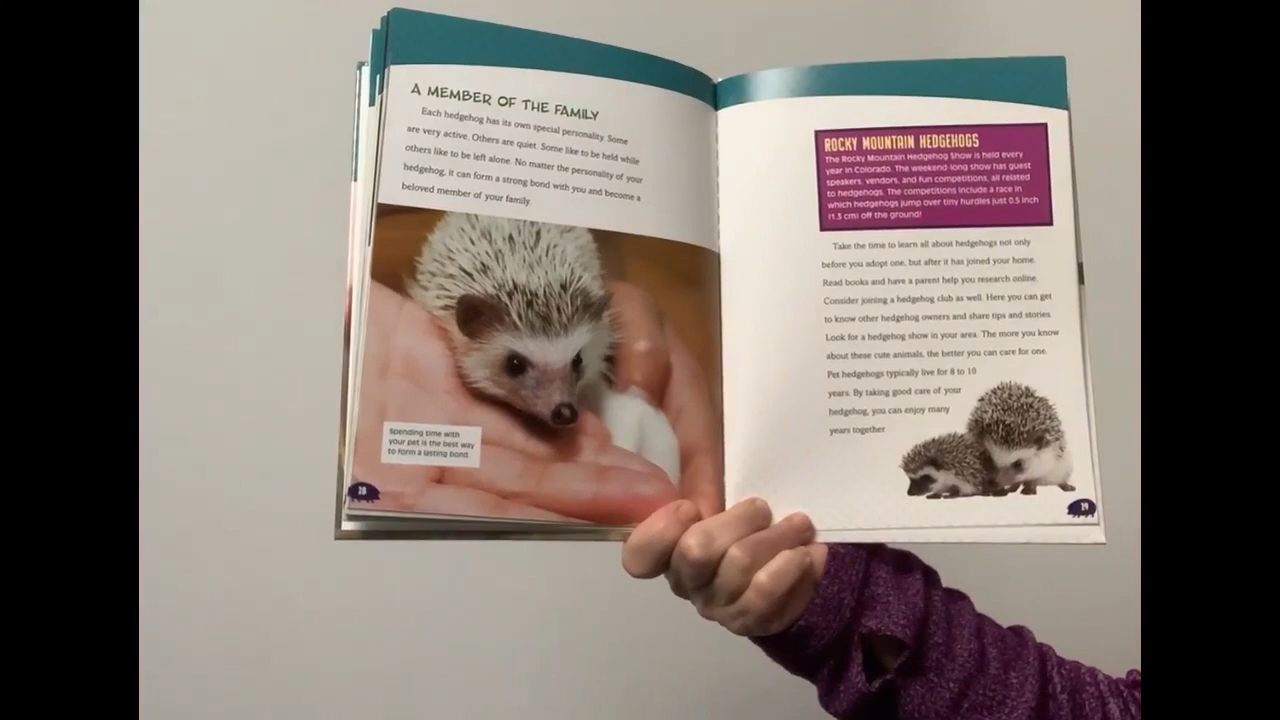 A MEMBER OF THE FAMILY
Each hedgehog has its own special personality. Some
are very active. Others are quiet. Some like to be held while
others like to be left alone. No matter the personality of your
hedgehog, it can form a strong bond with you and become a
beloved member of your family.
Spending time with
your pet is the best way
to form a lasting bond.
28
ROCKY MOUNTAIN HEDGEHOGS
The Rocky Mountain Hedgehog Show is held every
year in Colorado. The weekend-long show has guest
speakers, vendors, and fun competitions, all related
to hedgehogs. The competitions include a race in
which hedgehogs jump over tiny hurdles just 0.5 inch
(1.3 cm) off the ground!
Take the time to learn all about hedgehogs not only
before you adopt one, but after it has joined your home.
Read books and have a parent help you research online.
Consider joining a hedgehog club as well. Here you can get
to know other hedgehog owners and share tips and stories.
Look for a hedgehog show in your area. The more you know
about these cute animals, the better you can care for one.
Pet hedgehogs typically live for 8 to 10
years. By taking good care of your
hedgehog, you can enjoy many
years together.
29